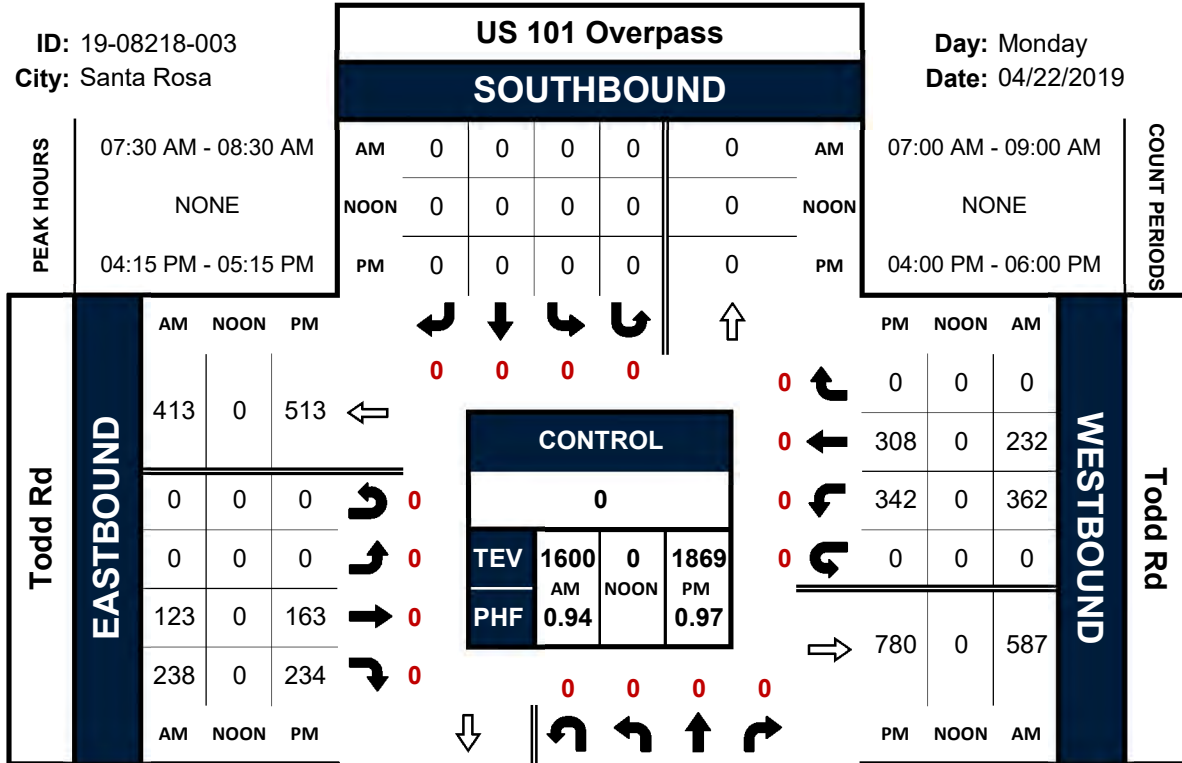 US 101 Overpass
ID: 19-08218-003
City: Santa Rosa
Day: Monday
Date: 04/22/2019
SOUTHBOUND
PEAK HOURS
07:30 AM - 08:30 AM
NONE
04:15 PM - 05:15 PM
AM 0 0 0 0 0 AM
NOON 0 0 0 0 0 NOON
PM 0 0 0 0 0 PM
07:00 AM - 09:00 AM
NONE
04:00 PM - 06:00 PM
COUNT PERIODS
0 0 0 0
Todd Rd
EASTBOUND
AM NOON PM
413 0 513
0 0 0 0
0 0 0 0
123 0 163 0
238 0 234 0
AM NOON PM
CONTROL
0
TEV 1600 0 1869
AM NOON PM
PHF 0.94 0.97
PM NOON AM
0 0 0 0
0 308 0 232
0 342 0 362
0 0 0 0
780 0 587
PM NOON AM
WESTBOUND
Todd Rd
0 0 0 0